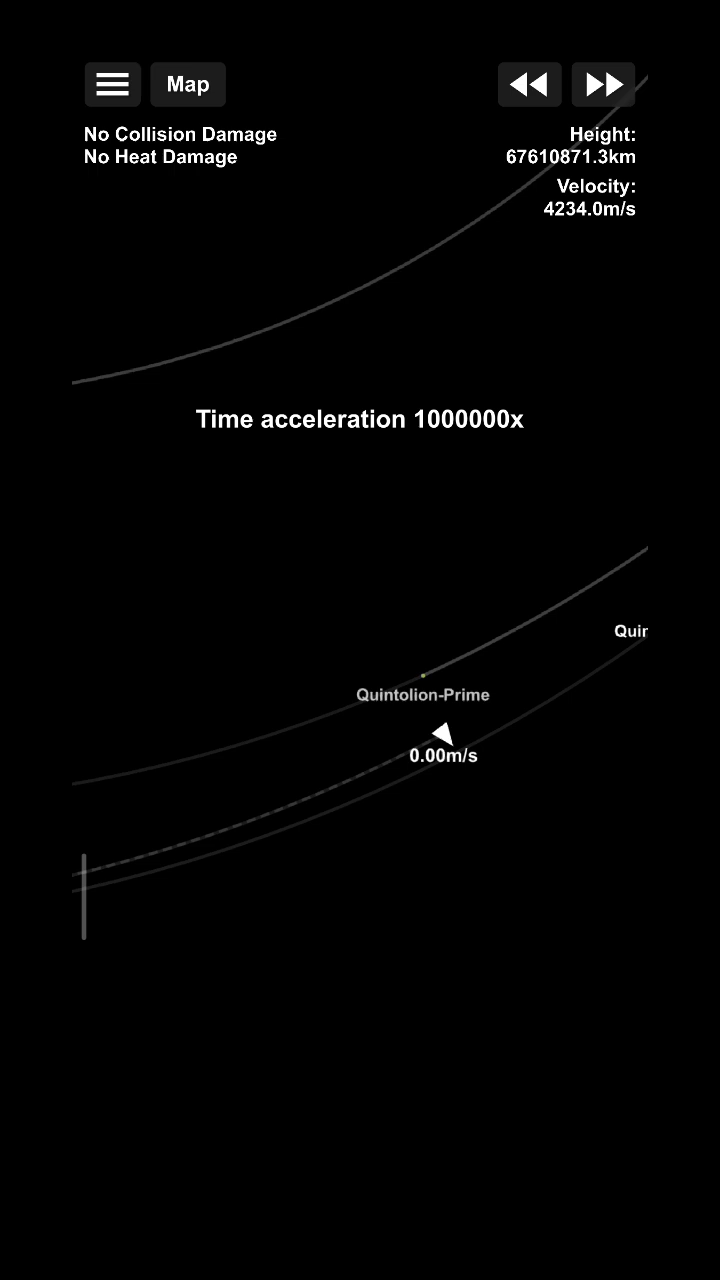 Map
No Collision Damage
No Heat Damage
Height:
67610871.3km
Velocity:
4234.0m/s
Time acceleration 1000000x
Quin
Quintolion-Prime
0.00m/s